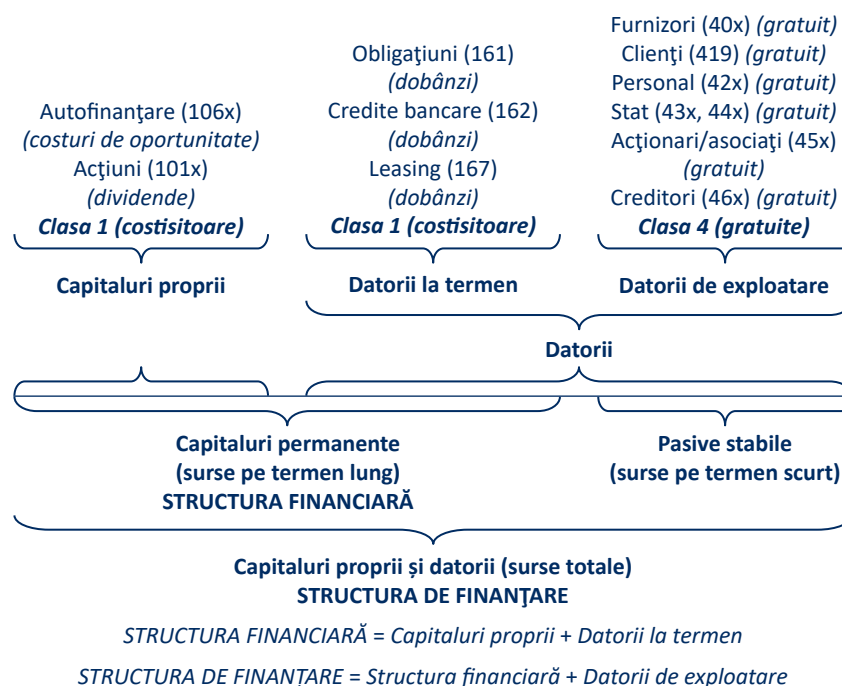 Autofinanţare (106x)
(costuri de oportunitate)
Acţiuni (101x)
(dividende)
Clasa 1 (costisitoare)
Capitaluri proprii
Obligaţiuni (161)
(dobânzi)
Credite bancare (162)
(dobânzi)
Leasing (167)
(dobânzi)
Clasa 1 (costisitoare)
Datorii la termen
Furnizori (40x) (gratuit)
Clienţi (419) (gratuit)
Personal (42x) (gratuit)
Stat (43x, 44x) (gratuit)
Acţionari/asociaţi (45x)
(gratuit)
Creditori (46x) (gratuit)
Clasa 4 (gratuite)
Datorii de exploatare
Datorii
Capitaluri permanente
(surse pe termen lung)
STRUCTURA FINANCIARĂ
Pasive stabile
(surse pe termen scurt)
Capitaluri proprii și datorii (surse totale)
STRUCTURA DE FINANŢARE
STRUCTURA FINANCIARĂ = Capitaluri proprii + Datorii la termen
STRUCTURA DE FINANŢARE = Structura financiară + Datorii de exploatare